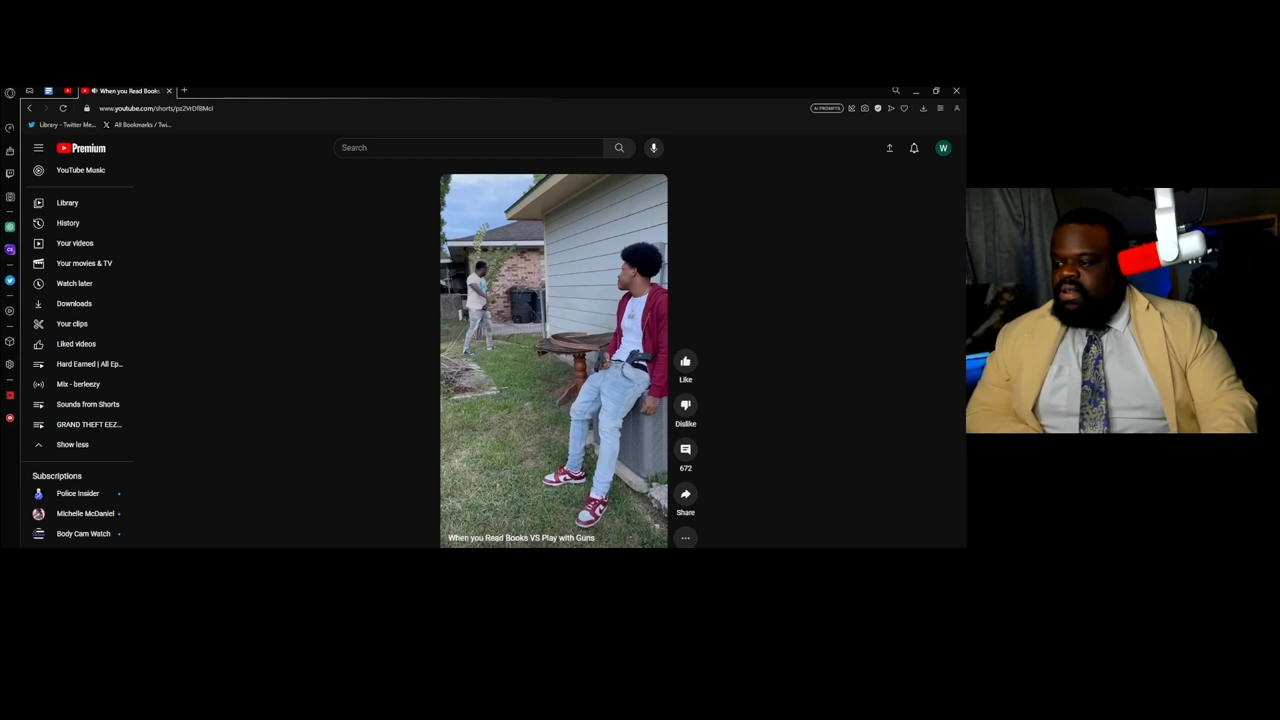 When you Read Books
www.youtube.com/shorts/pz2VrDfBMcI
AI PROMPTS
Library - Twitter Me...
All Bookmarks / Twi...
Premium
Search
W
YouTube Music
Library
History
Your videos
Your movies & TV
Watch later
Downloads
Your clips
Liked videos
Hard Earned | All Ep...
Mix - berleezy
Sounds from Shorts
GRAND THEFT EEZ...
Show less
Subscriptions
Police Insider
Michelle McDaniel
Body Cam Watch
Like
Dislike
672
Share
When you Read Books VS Play with Guns